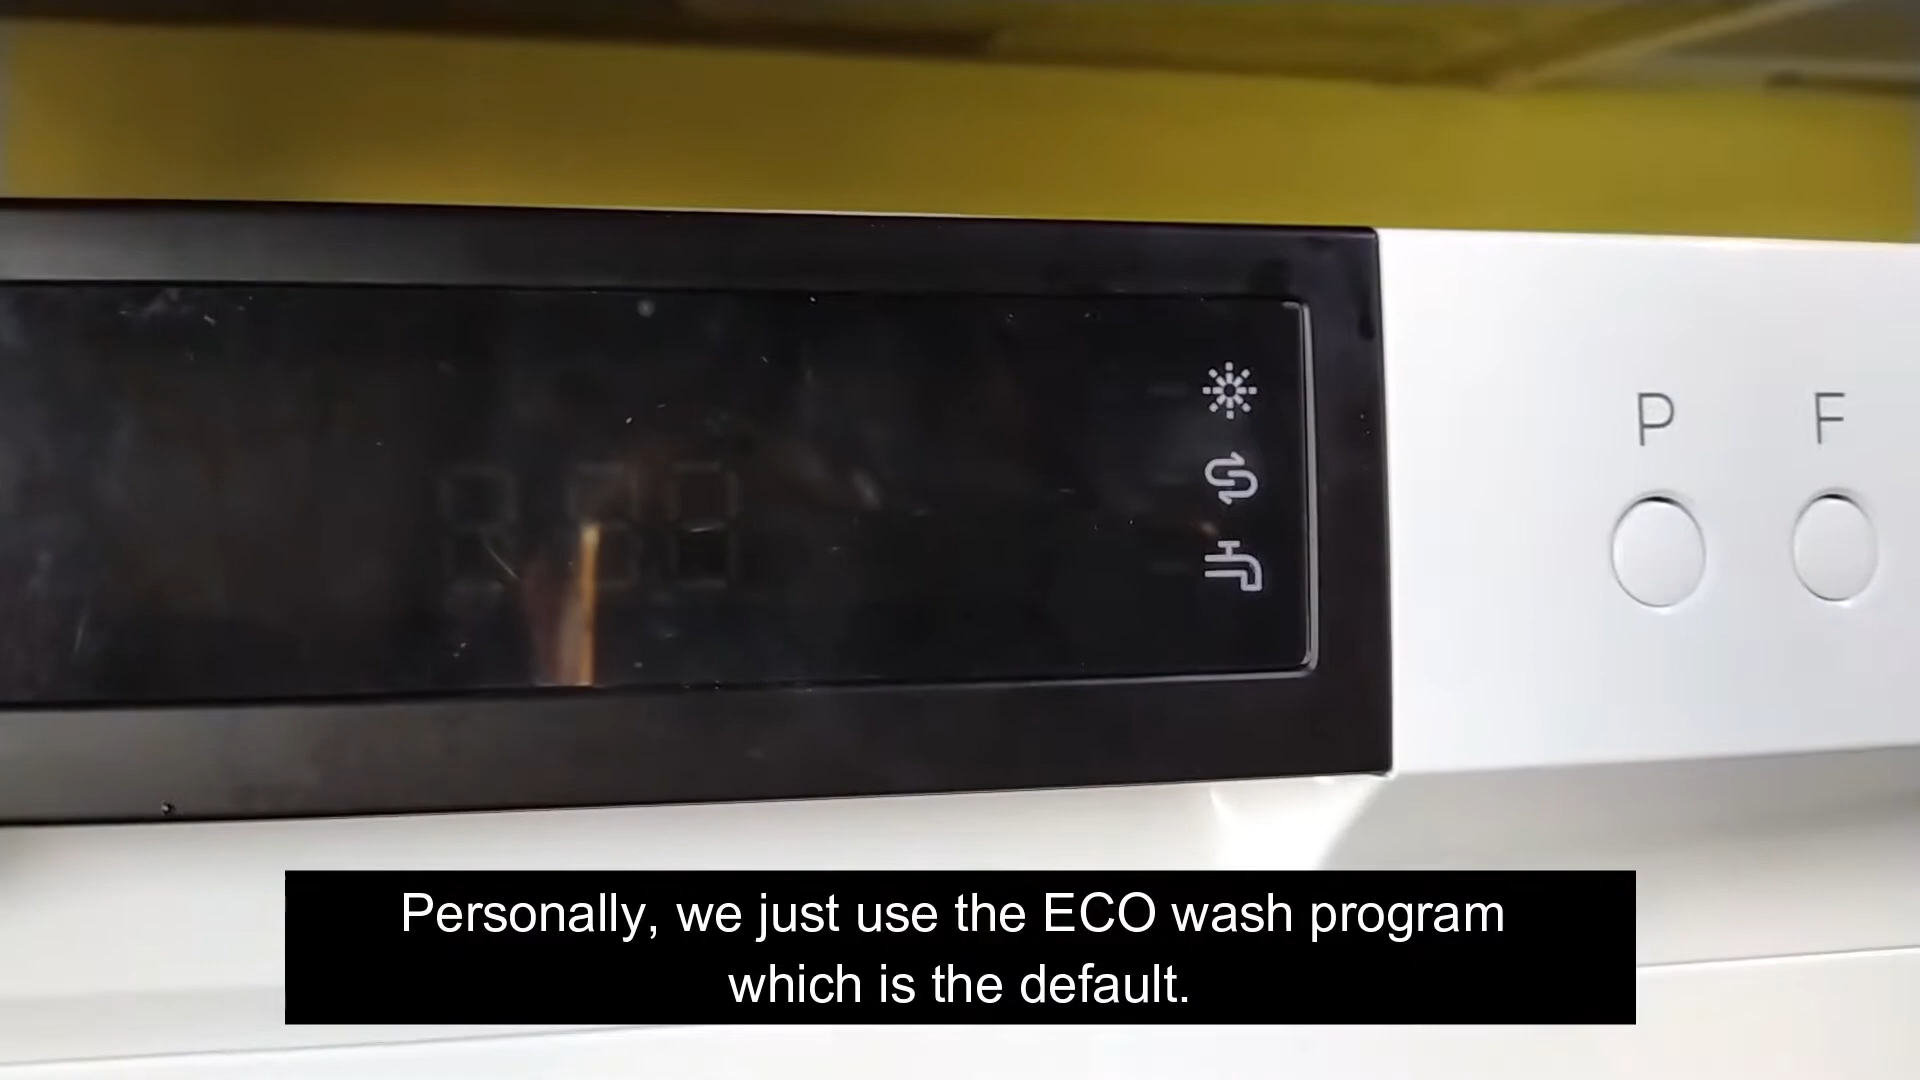 P F
Personally, we just use the ECO wash program
which is the default.